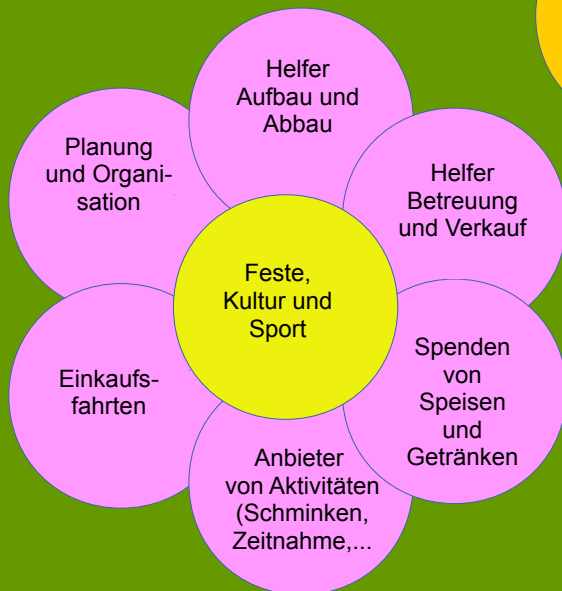 Helfer
Aufbau und
Abbau
Planung
und Organi-
sation
Helfer
Betreuung
und Verkauf
Feste,
Kultur und
Sport
Einkaufs-
fahrten
Spenden
von
Speisen
und
Getränken
Anbieter
von Aktivitäten
(Schminken,
Zeitnahme,...